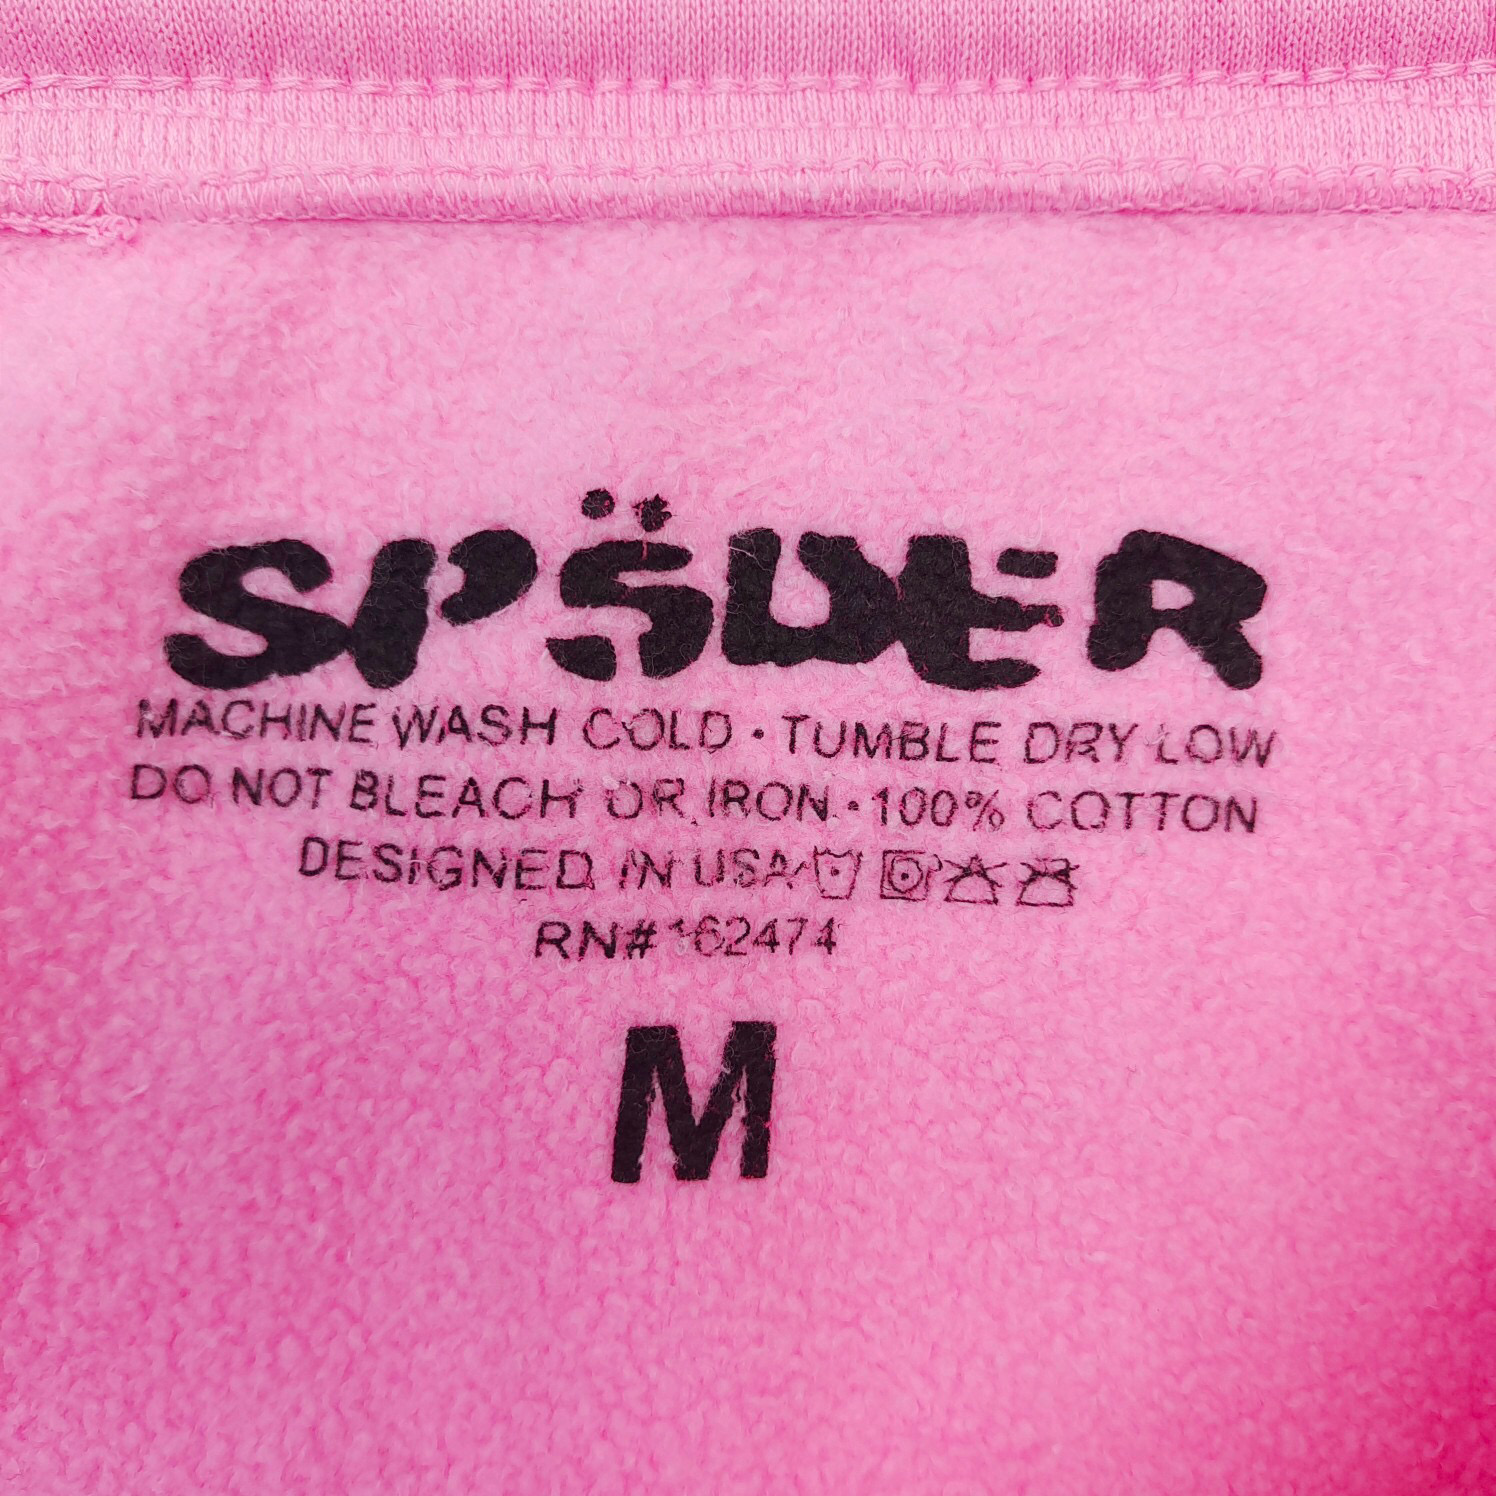 SP5DER
MACHINE WASH COLD · TUMBLE DRY LOW
DO NOT BLEACH OR IRON · 100% COTTON
DESIGNED IN USA
RN#162474
M